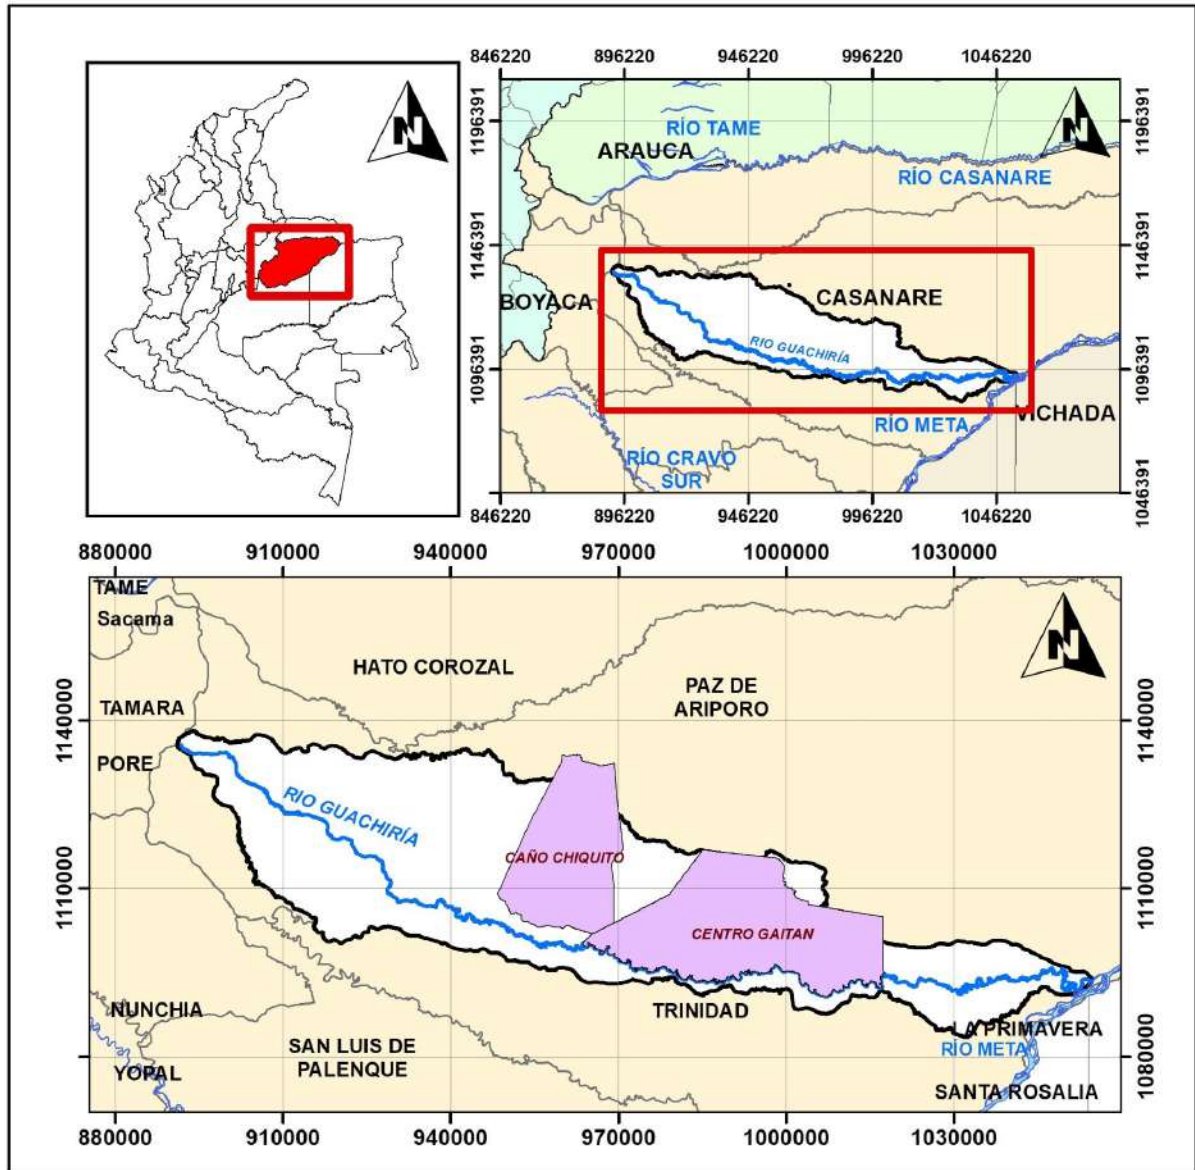 N
846220 896220 946220 996220 1046220
1196391 1196391
RÍO TAME
ARAUCA
N
RÍO CASANARE
1146391 1146391
BOYACA
CASANARE
RIO GUACHIRÍA
1096391 1096391
RÍO META
VICHADA
RÍO CRAVO
SUR
1046391 1046391
846220 896220 946220 996220 1046220
880000 910000 940000 970000 1000000 1030000
TAME
Sacama
N
HATO COROZAL
PAZ DE
ARIPORO
TAMARA
1140000 1140000
PORE
RIO GUACHIRÍA
CAÑO CHIQUITO
1110000 1110000
CENTRO GAITAN
NUNCHIA
TRINIDAD
LA PRIMAVERA
SAN LUIS DE
PALENQUE
RÍO META
1080000 1080000
YOPAL
SANTA ROSALIA
880000 910000 940000 970000 1000000 1030000